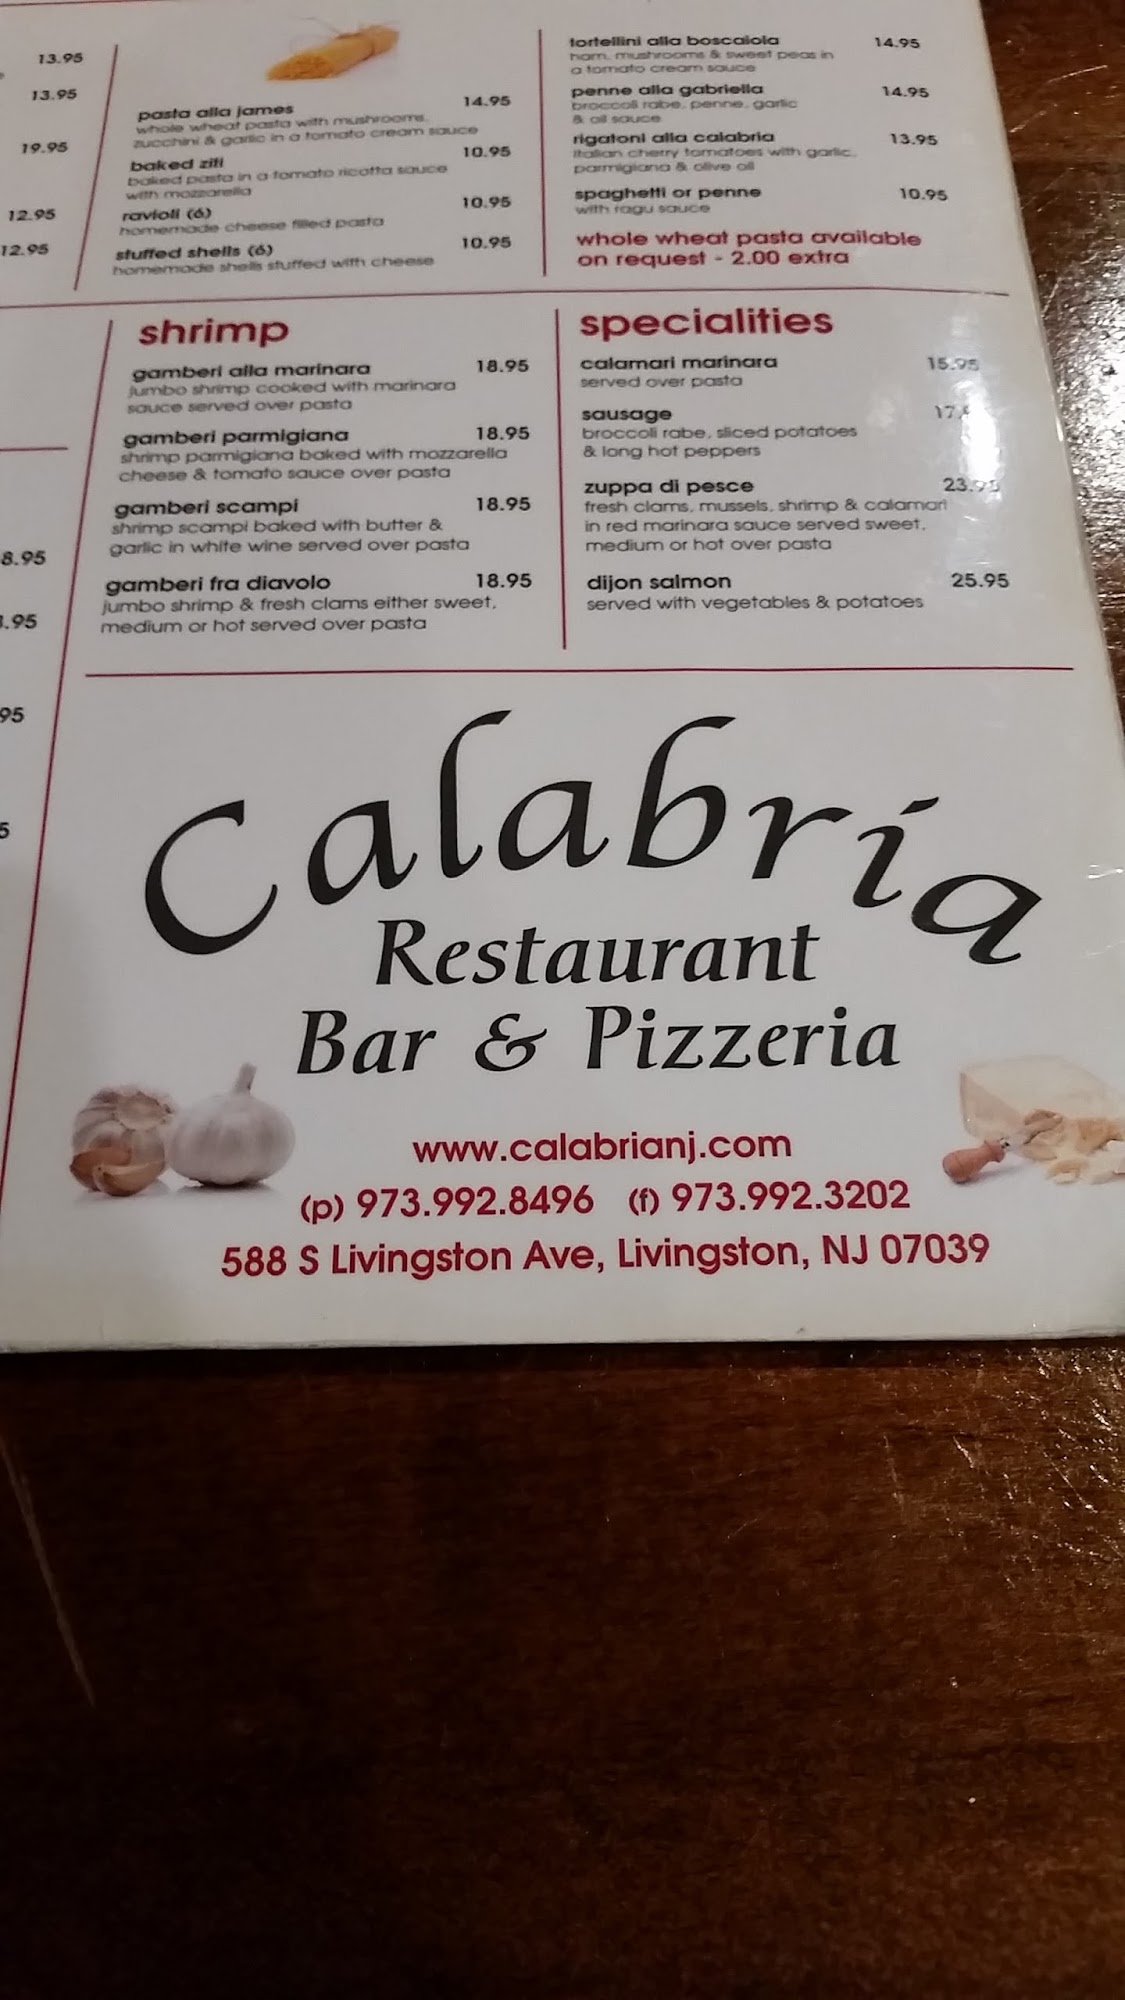 13.95
13.95
19.95
12.95
12.95
8.95
.95
95
5
pasta alla james 14.95
whole wheat pasta with mushrooms,
zucchini & garlic in a tomato cream sauce
baked ziti 10.95
baked pasta in a tomato ricotta sauce
with mozzarella
ravioli (6) 10.95
homemade cheese filled pasta
stuffed shells (6) 10.95
homemade shells stuffed with cheese
tortellini alla boscaiola 14.95
ham, mushrooms & sweet peas in
a tomato cream sauce
penne alla gabriella 14.95
broccoli rabe, penne, garlic
& oil sauce
rigatoni alla calabria 13.95
italian cherry tomatoes with garlic,
parmigiana & olive oil
spaghetti or penne 10.95
with ragu sauce
whole wheat pasta available
on request - 2.00 extra
shrimp
gamberi alla marinara 18.95
jumbo shrimp cooked with marinara
sauce served over pasta
gamberi parmigiana 18.95
shrimp parmigiana baked with mozzarella
cheese & tomato sauce over pasta
gamberi scampi 18.95
shrimp scampi baked with butter &
garlic in white wine served over pasta
gamberi fra diavolo 18.95
jumbo shrimp & fresh clams either sweet,
medium or hot served over pasta
specialities
calamari marinara 15.95
served over pasta
sausage 17.
broccoli rabe, sliced potatoes
& long hot peppers
zuppa di pesce 23.95
fresh clams, mussels, shrimp & calamari
in red marinara sauce served sweet,
medium or hot over pasta
dijon salmon 25.95
served with vegetables & potatoes
Calabria
Restaurant
Bar & Pizzeria
www.calabrianj.com
(p) 973.992.8496 (f) 973.992.3202
588 S Livingston Ave, Livingston, NJ 07039